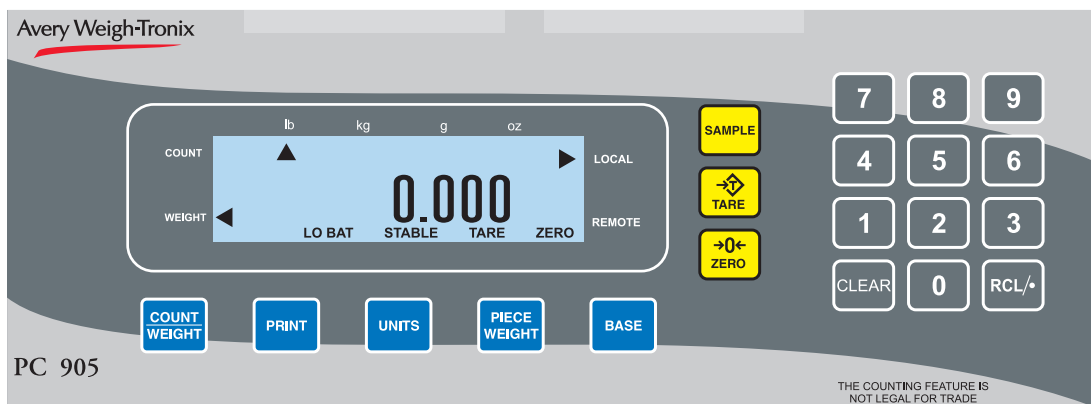 Avery Weigh-Tronix
lb kg g oz
COUNT
LOCAL
0.000
WEIGHT
REMOTE
LO BAT STABLE TARE ZERO
SAMPLE
→T←
TARE
→0←
ZERO
7 8 9
4 5 6
1 2 3
CLEAR 0 RCL/•
COUNT
WEIGHT
PRINT
UNITS
PIECE
WEIGHT
BASE
PC 905
THE COUNTING FEATURE IS
NOT LEGAL FOR TRADE